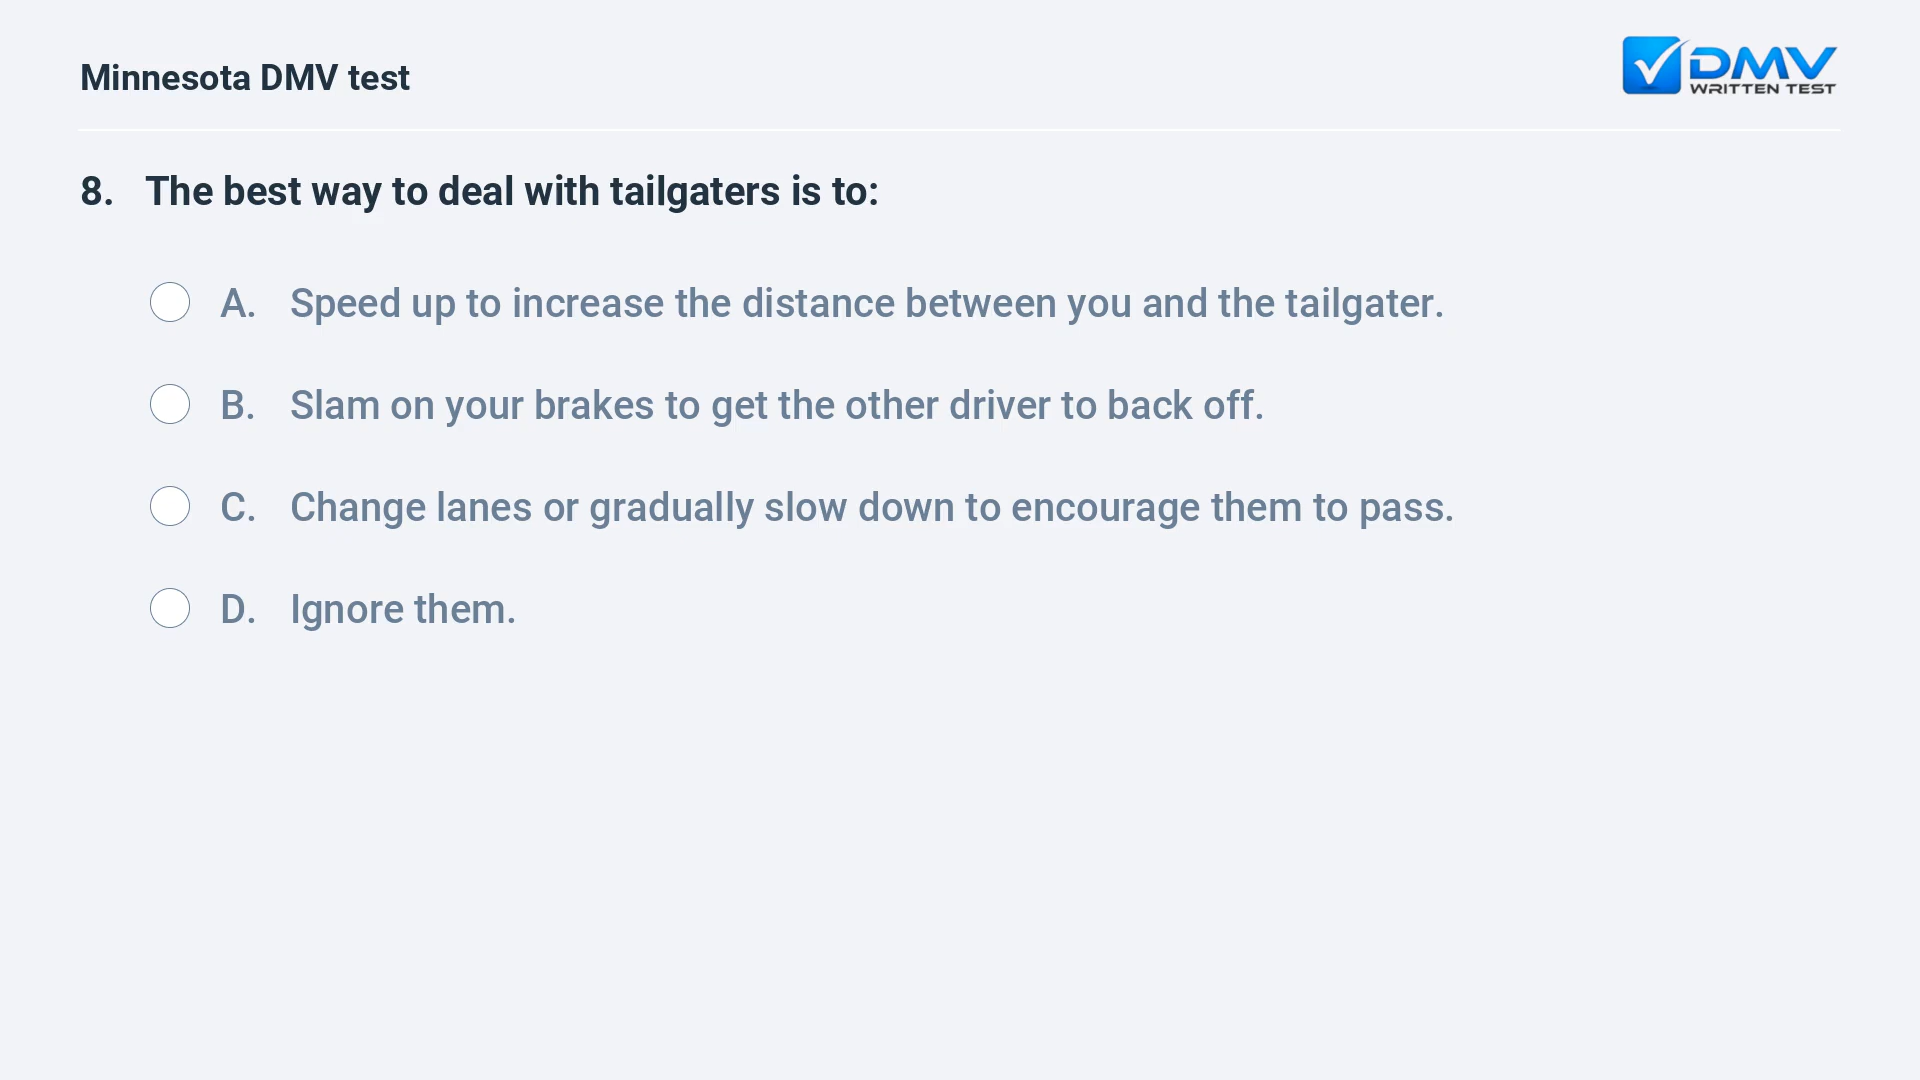 Minnesota DMV test
DMV
WRITTEN TEST
8. The best way to deal with tailgaters is to:
A. Speed up to increase the distance between you and the tailgater.
B. Slam on your brakes to get the other driver to back off.
C. Change lanes or gradually slow down to encourage them to pass.
D. Ignore them.